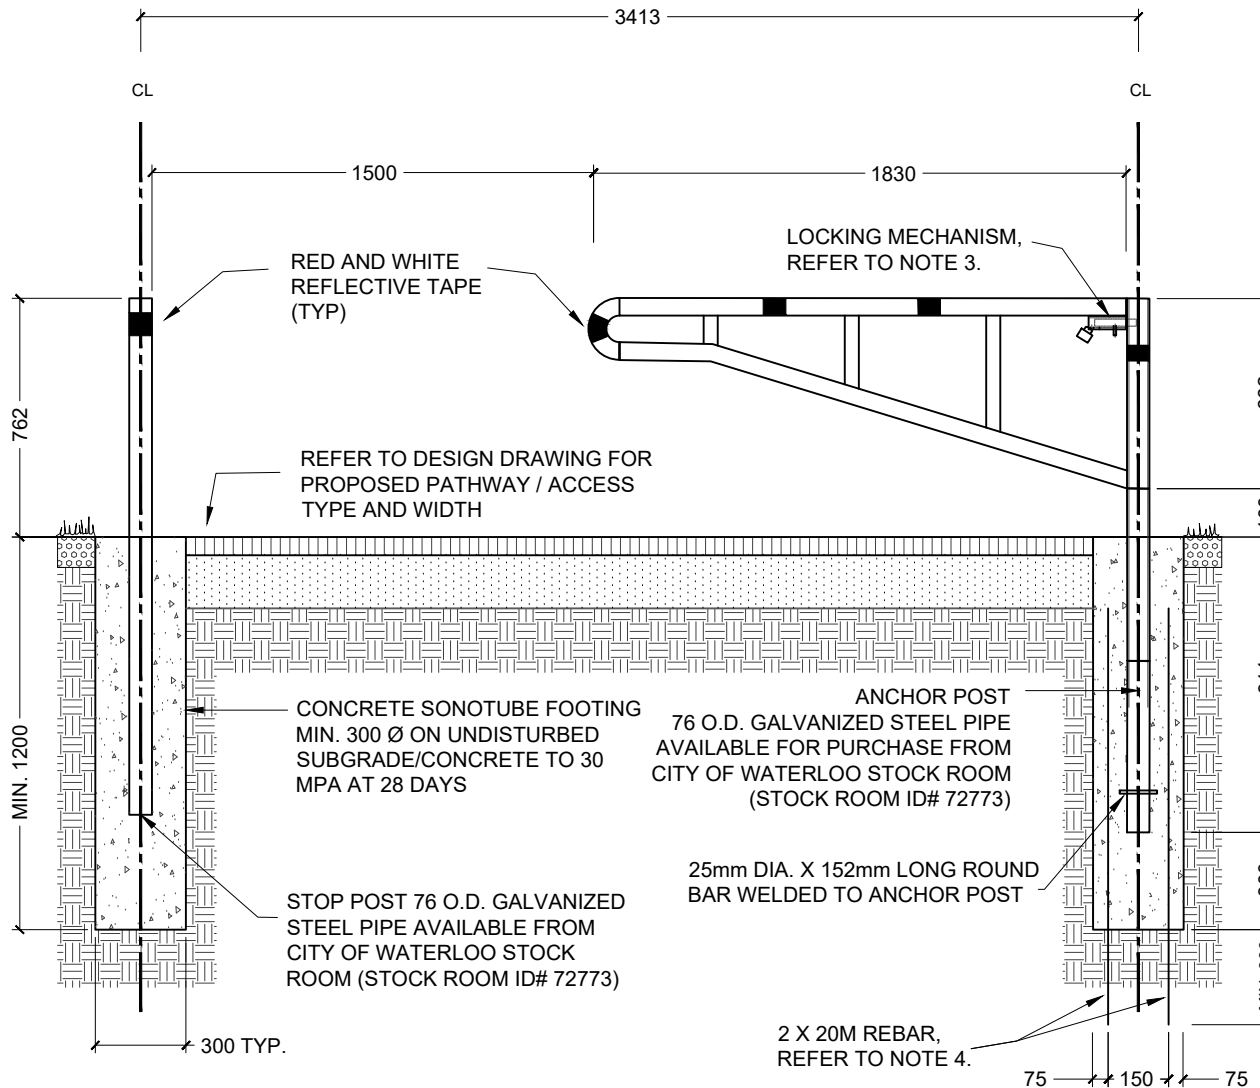 3413
CL
CL
1500
1830
LOCKING MECHANISM,
REFER TO NOTE 3.
RED AND WHITE
REFLECTIVE TAPE
(TYP)
762
REFER TO DESIGN DRAWING FOR
PROPOSED PATHWAY / ACCESS
TYPE AND WIDTH
MIN. 1200
CONCRETE SONOTUBE FOOTING
MIN. 300 Ø ON UNDISTURBED
SUBGRADE/CONCRETE TO 30
MPA AT 28 DAYS
ANCHOR POST
76 O.D. GALVANIZED STEEL PIPE
AVAILABLE FOR PURCHASE FROM
CITY OF WATERLOO STOCK ROOM
(STOCK ROOM ID# 72773)
25mm DIA. X 152mm LONG ROUND
BAR WELDED TO ANCHOR POST
STOP POST 76 O.D. GALVANIZED
STEEL PIPE AVAILABLE FROM
CITY OF WATERLOO STOCK
ROOM (STOCK ROOM ID# 72773)
2 X 20M REBAR,
REFER TO NOTE 4.
300 TYP.
75
150
75